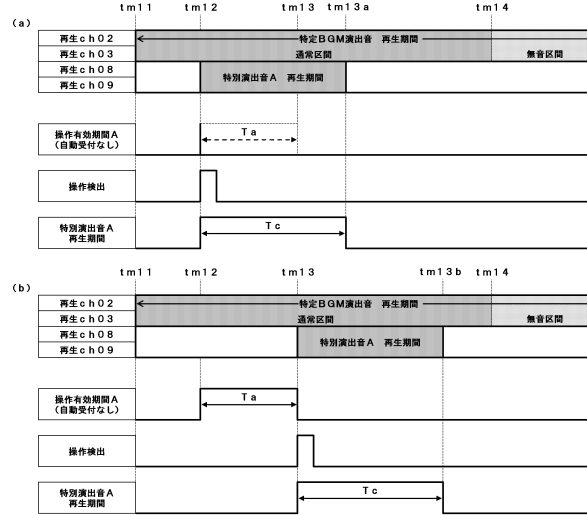 ｔｍ１１ ｔｍ１２ ｔｍ１３ ｔｍ１３ａ ｔｍ１４
（ａ）
再生ｃｈ０２ 特定ＢＧＭ演出音　再生期間
再生ｃｈ０３ 通常区間 無音区間
再生ｃｈ０８ 特別演出音Ａ　再生期間
再生ｃｈ０９
操作有効期間Ａ Ｔａ
（自動受付なし）
操作検出
特別演出音Ａ Ｔｃ
再生期間
ｔｍ１１ ｔｍ１２ ｔｍ１３ ｔｍ１３ｂ ｔｍ１４
（ｂ）
再生ｃｈ０２ 特定ＢＧＭ演出音　再生期間
再生ｃｈ０３ 通常区間 無音区間
再生ｃｈ０８ 特別演出音Ａ　再生期間
再生ｃｈ０９
操作有効期間Ａ Ｔａ
（自動受付なし）
操作検出
特別演出音Ａ Ｔｃ
再生期間